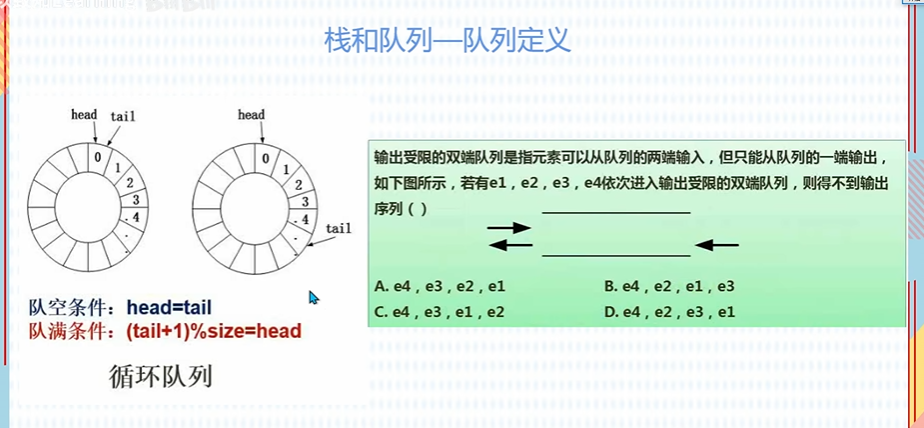 栈和队列—队列定义
head tail
0
1
2
3
4
head
0
1
2
3
4
tail
队空条件：head=tail
队满条件：(tail+1)%size=head
循环队列
输出受限的双端队列是指元素可以从队列的两端输入，但只能从队列的一端输出，
如下图所示，若有e1，e2，e3，e4依次进入输出受限的双端队列，则得不到输出
序列（ ）
A. e4，e3，e2，e1
B. e4，e2，e1，e3
C. e4，e3，e1，e2
D. e4，e2，e3，e1